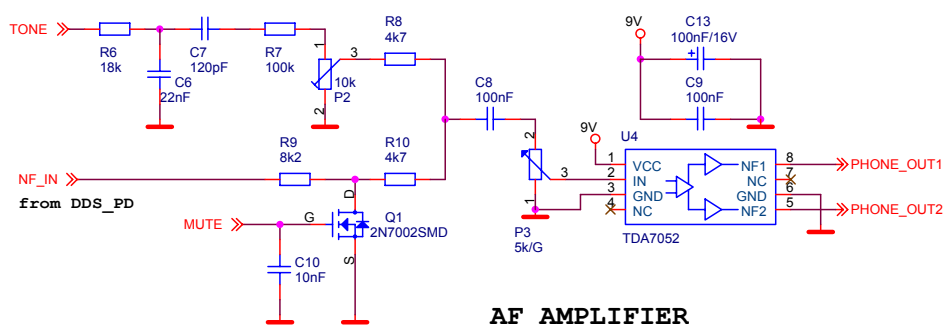 TONE
R6
18k
C6
22nF
C7
120pF
R7
100k
1
3
2
10k
P2
R8
4k7
C8
100nF
9V
C13
100nF/16V
+
C9
100nF
NF_IN
from DDS_PD
R9
8k2
R10
4k7
MUTE
C10
10nF
G
D
S
Q1
2N7002SMD
2
3
1
P3
5k/G
9V
U4
1 VCC
2 IN
3 GND
4 NC
NF1 8
NC 7
GND 6
NF2 5
TDA7052
PHONE_OUT1
PHONE_OUT2
AF AMPLIFIER